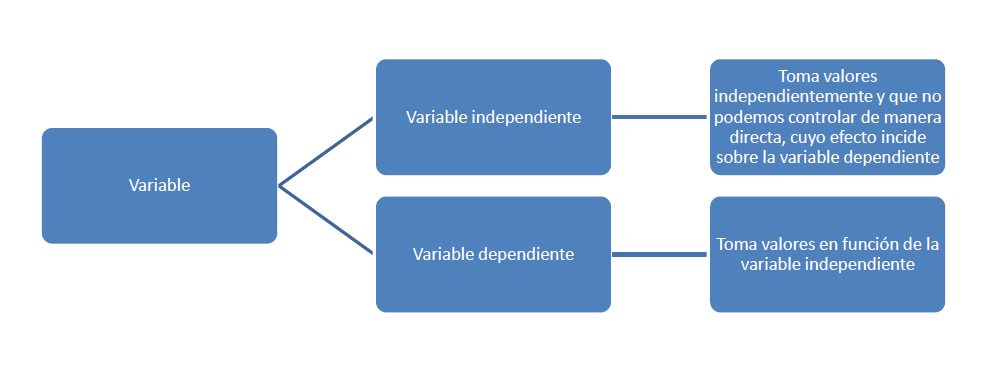 Variable
Variable independiente
Toma valores
independientemente y que no
podemos controlar de manera
directa, cuyo efecto incide
sobre la variable dependiente
Variable dependiente
Toma valores en función de la
variable independiente